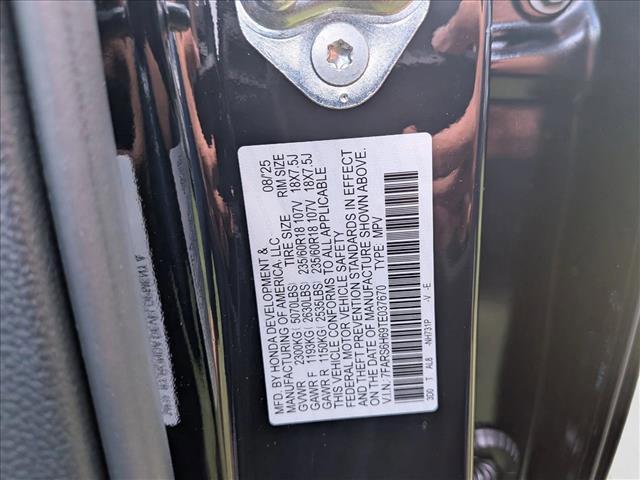 MFD. BY HONDA DEVELOPMENT & 08/'25
MANUFACTURING OF AMERICA, LLC
TIRE SIZE RIM SIZE
GVWR 2300KG( 5070LBS) 235/60R18 107V 18X7.5J
GAWR F 1193KG( 2630LBS) 235/60R18 107V 18X7.5J
GAWR R 1150KG( 2535LBS)
THIS VEHICLE CONFORMS TO ALL APPLICABLE
FEDERAL MOTOR VEHICLE SAFETY
AND THEFT PREVENTION STANDARDS IN EFFECT
ON THE DATE OF MANUFACTURE SHOWN ABOVE.
V.I.N. 7FARS6H69TE037670 TYPE MPV
300 T AL8 -NH731P -V -E